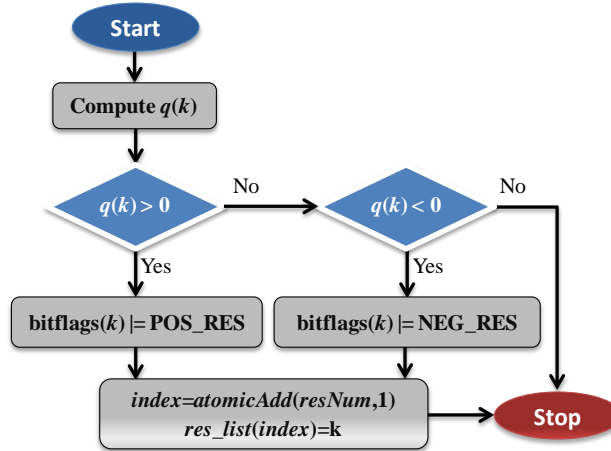 Start
Compute q(k)
q(k) > 0
No
q(k) < 0
No
Yes
Yes
bitflags(k) |= POS_RES
bitflags(k) |= NEG_RES
index=atomicAdd(resNum,1)
res_list(index)=k
Stop